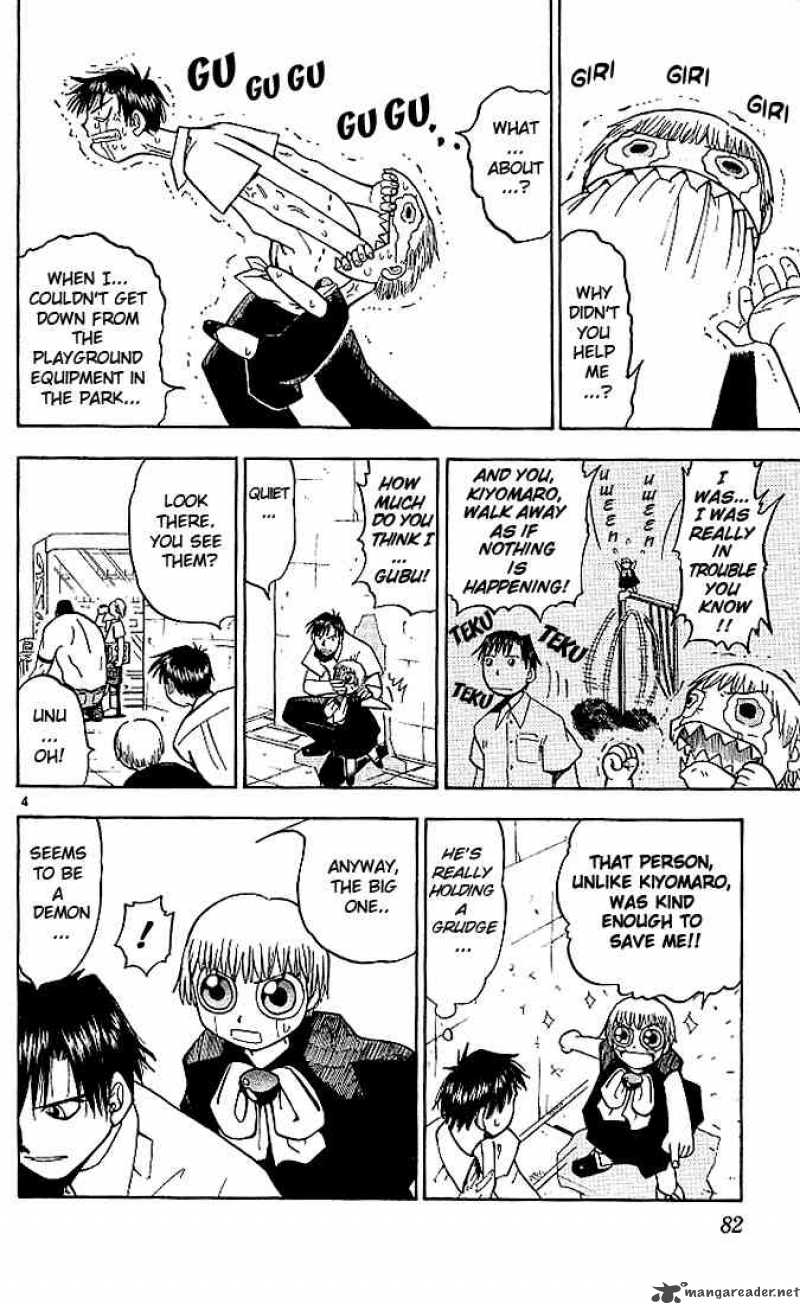 GIRI
GIRI
GIRI
WHY
DIDN'T
YOU
HELP
ME
...?
WHAT
...
ABOUT
...?
GU
GU GU
GU GU...
WHEN I...
COULDN'T GET
DOWN FROM
THE
PLAYGROUND
EQUIPMENT IN
THE PARK...
I
WAS...
I WAS
REALLY
IN
TROUBLE
YOU
KNOW
!!
UWEEN
UWEEN
AND YOU,
KIYOMARO,
WALK AWAY
AS IF
NOTHING
IS
HAPPENING!
TEKU
TEKU
TEKU
HOW
MUCH
DO YOU
THINK I
...
GUBU!
QUIET
...
LOOK
THERE,
YOU SEE
THEM?
UNU
...
OH!
4
THAT PERSON,
UNLIKE KIYOMARO,
WAS KIND
ENOUGH TO
SAVE ME!!
HE'S
REALLY
HOLDING
A
GRUDGE
...
ANYWAY,
THE BIG
ONE..
!
SEEMS
TO BE
A
DEMON
...
82
mangareader.net